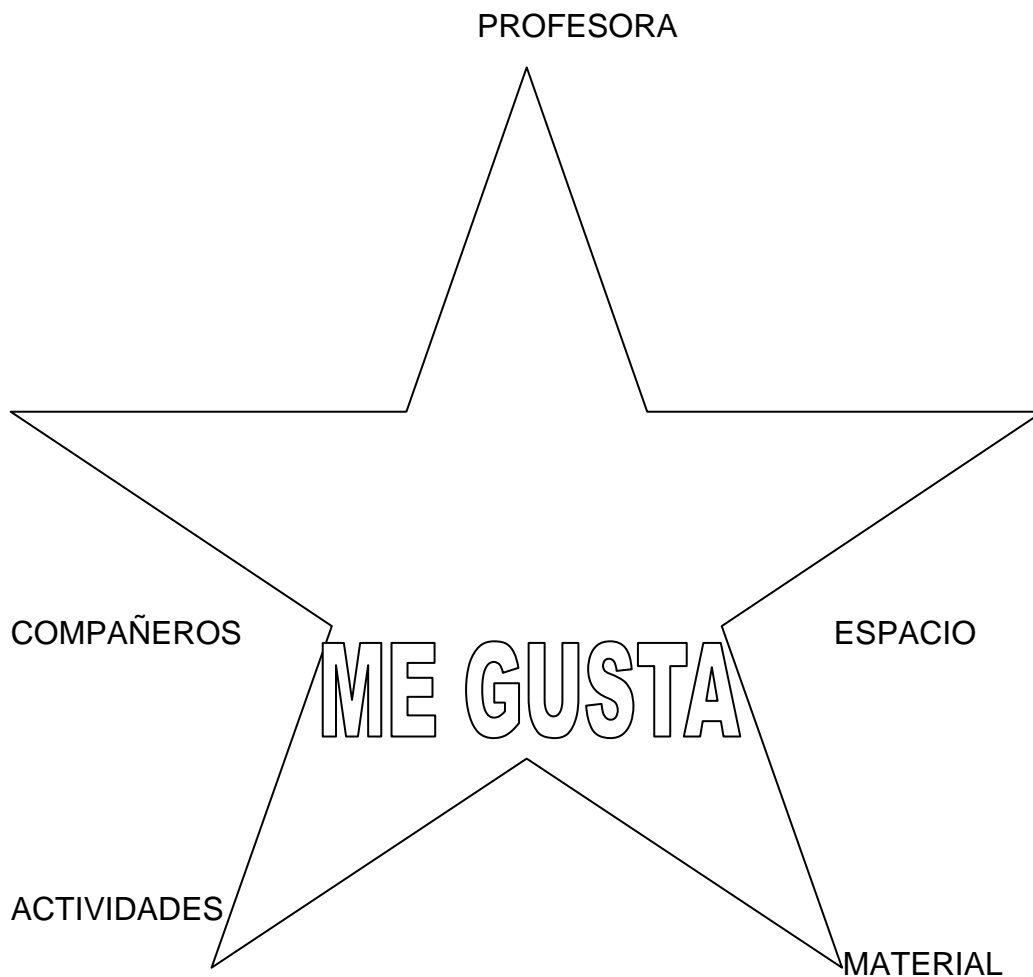 PROFESORA
COMPAÑEROS
ESPACIO
ME GUSTA
ACTIVIDADES
MATERIAL